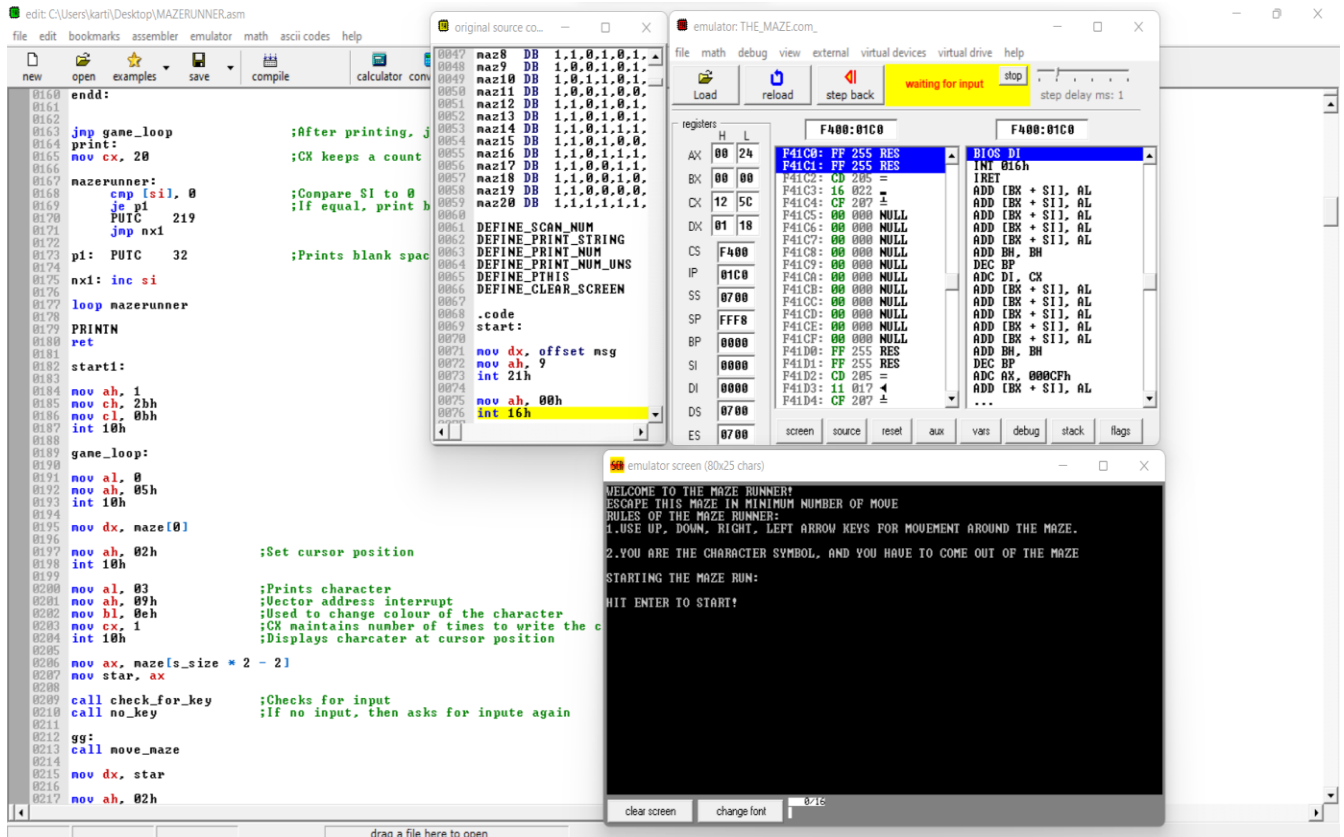 edit: C:\Users\karti\Desktop\MAZERUNNER.asm
file edit bookmarks assembler emulator math ascii codes help
new open examples save compile calculator
0160 endd:
0161
0162
0163 jmp game_loop ;After printing, j
0164 print:
0165 mov cx, 20 ;CX keeps a count
0166
0167 mazerunner:
0168 cmp [si], 0 ;Compare SI to 0
0169 je p1 ;If equal, print b
0170 PUTC 219
0171 jmp nx1
0172
0173 p1: PUTC 32 ;Prints blank spac
0174
0175 nx1: inc si
0176
0177 loop mazerunner
0178
0179 PRINTN
0180 ret
0181
0182 start1:
0183
0184 mov ah, 1
0185 mov ch, 2bh
0186 mov cl, 0bh
0187 int 10h
0188
0189 game_loop:
0190
0191 mov al, 0
0192 mov ah, 05h
0193 int 10h
0194
0195 mov dx, maze[0]
0196
0197 mov ah, 02h ;Set cursor position
0198 int 10h
0199
0200 mov al, 03 ;Prints character
0201 mov ah, 09h ;Vector address interrupt
0202 mov bl, 0eh ;Used to change colour of the character
0203 mov cx, 1 ;CX maintains number of times to write the c
0204 int 10h ;Displays charcater at cursor position
0205
0206 mov ax, maze[s_size * 2 - 2]
0207 mov star, ax
0208
0209 call check_for_key ;Checks for input
0210 call no_key ;If no input, then asks for inpute again
0211
0212 gg:
0213 call move_maze
0214
0215 mov dx, star
0216
0217 mov ah, 02h
drag a file here to open
original source co...
0047 maz8 DB 1,1,0,1,0,1,
0048 maz9 DB 1,0,0,1,0,1,
0049 maz10 DB 1,0,1,1,0,1,
0050 maz11 DB 1,0,0,1,0,0,
0051 maz12 DB 1,1,0,1,0,1,
0052 maz13 DB 1,1,0,1,0,1,
0053 maz14 DB 1,0,1,1,1,1,
0054 maz15 DB 1,0,1,0,0,0,
0055 maz16 DB 1,0,1,1,1,1,
0056 maz17 DB 1,1,0,0,1,1,
0057 maz18 DB 1,0,0,1,1,0,
0058 maz19 DB 1,1,0,0,0,0,
0059 maz20 DB 1,1,1,1,1,1,
0060
0061 DEFINE_SCAN_NUM
0062 DEFINE_PRINT_STRING
0063 DEFINE_PRINT_NUM
0064 DEFINE_PRINT_NUM_UNS
0065 DEFINE_PTHIS
0066 DEFINE_CLEAR_SCREEN
0067
0068 .code
0069 start:
0070
0071 mov dx, offset msg
0072 mov ah, 9
0073 int 21h
0074
0075 mov ah, 00h
0076 int 16h
emulator: THE_MAZE.com_
file math debug view external virtual devices virtual drive help
Load reload step back waiting for input stop step delay ms: 1
registers
H L
AX 00 24
BX 00 00
CX 12 5C
DX 01 18
CS F400
IP 01C0
SS 0700
SP FFF8
BP 0000
SI 0000
DI 0000
DS 0700
ES 0700
F400:01C0
F41C0: FF 255 RES
F41C1: FF 255 RES
F41C2: CD 205 =
F41C3: 16 022 ▬
F41C4: CF 207 ╧
F41C5: 00 000 NULL
F41C6: 00 000 NULL
F41C7: 00 000 NULL
F41C8: 00 000 NULL
F41C9: 00 000 NULL
F41CA: 00 000 NULL
F41CB: 00 000 NULL
F41CC: 00 000 NULL
F41CD: 00 000 NULL
F41CE: 00 000 NULL
F41CF: 00 000 NULL
F41D0: FF 255 RES
F41D1: FF 255 RES
F41D2: CD 205 =
F41D3: 11 017 ◄
F41D4: CF 207 ╧
F400:01C0
BIOS DI
INT 016h
IRET
ADD [BX + SI], AL
ADD [BX + SI], AL
ADD [BX + SI], AL
ADD [BX + SI], AL
ADD [BX + SI], AL
ADD BH, BH
DEC BP
ADC DI, CX
ADD [BX + SI], AL
ADD [BX + SI], AL
ADD [BX + SI], AL
ADD [BX + SI], AL
ADD [BX + SI], AL
ADD BH, BH
DEC BP
ADC AX, 000CFh
ADD [BX + SI], AL
...
screen source reset aux vars debug stack flags
emulator screen (80x25 chars)
WELCOME TO THE MAZE RUNNER!
ESCAPE THIS MAZE IN MINIMUM NUMBER OF MOVE
RULES OF THE MAZE RUNNER:
1.USE UP, DOWN, RIGHT, LEFT ARROW KEYS FOR MOVEMENT AROUND THE MAZE.
2.YOU ARE THE CHARACTER SYMBOL, AND YOU HAVE TO COME OUT OF THE MAZE
STARTING THE MAZE RUN:
HIT ENTER TO START!
clear screen change font 0/16